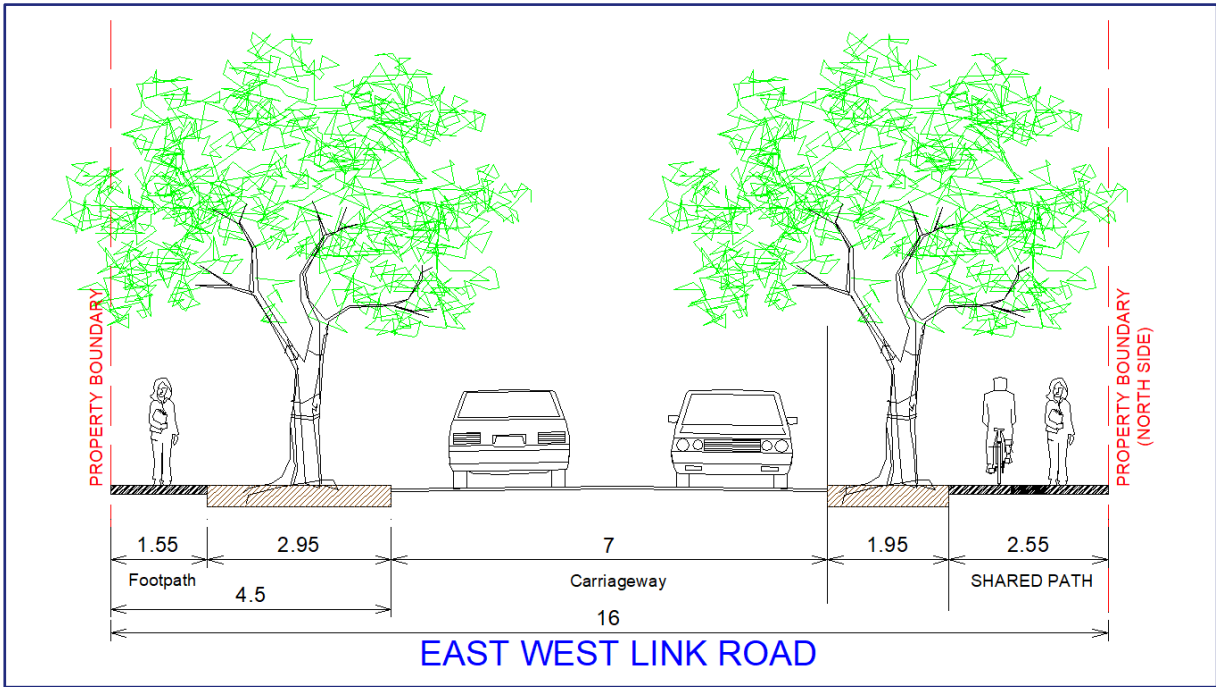 PROPERTY BOUNDARY
PROPERTY BOUNDARY
(NORTH SIDE)
1.55
2.95
7
1.95
2.55
Footpath
Carriageway
SHARED PATH
4.5
16
EAST WEST LINK ROAD